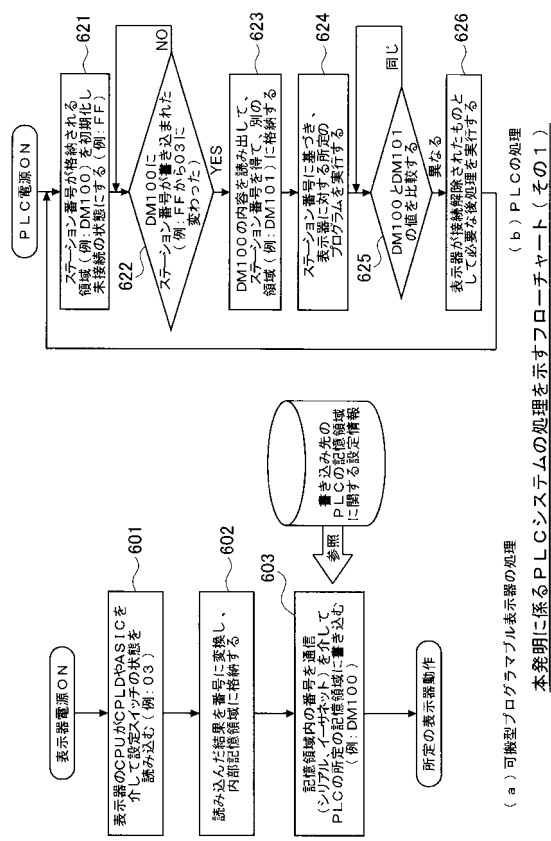 表示器電源ON
表示器のCPUがCPLDやASICを
介して設定スイッチの状態を
読み込む(例:03)
601
読み込んだ結果を番号に変換し、
内部記憶領域に格納する
602
記憶領域内の番号を通信
(シリアル、イーサネット)を介して
PLCの所定の記憶領域に書き込む
(例:DM100)
603
参照
書き込み先の
PLCの記憶領域
に関する設定情報
所定の表示器動作
(a)可搬型プログラマブル表示器の処理
PLC電源ON
ステーション番号が格納される
領域(例:DM100)を初期化し
未接続の状態にする(例:FF)
621
DM100に
ステーション番号が書き込まれた
(例:FFから03に
変わった)
622
NO
YES
DM100の内容を読み出して、
ステーション番号を得て、別の
領域(例:DM101)に格納する
623
ステーション番号に基づき、
表示器に対する所定の
プログラムを実行する
624
DM100とDM101
の値を比較する
625
同じ
異なる
表示器が接続解除されたものと
して必要な後処理を実行する
626
(b)PLCの処理
本発明に係るPLCシステムの処理を示すフローチャート(その1)